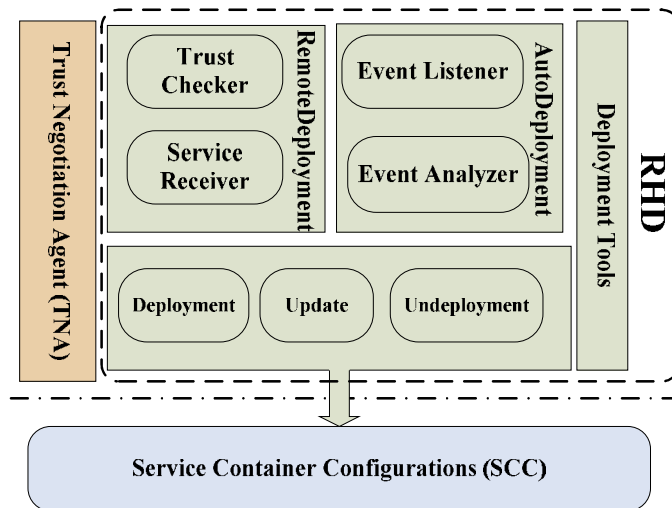 Trust Negotiation Agent (TNA)
Trust
Checker
Service
Receiver
RemoteDeployment
Event Listener
Event Analyzer
AutoDeployment
Deployment Tools
RHD
Deployment
Update
Undeployment
Service Container Configurations (SCC)